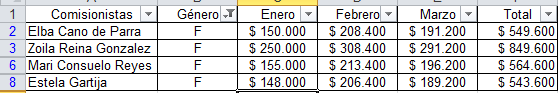 1 Comisionistas Género Enero Febrero Marzo Total
2 Elba Cano de Parra F $ 150.000 $ 208.400 $ 191.200 $ 549.600
3 Zoila Reina Gonzalez F $ 250.000 $ 308.400 $ 291.200 $ 849.600
6 Mari Consuelo Reyes F $ 155.000 $ 213.400 $ 196.200 $ 564.600
8 Estela Gartija F $ 148.000 $ 206.400 $ 189.200 $ 543.600